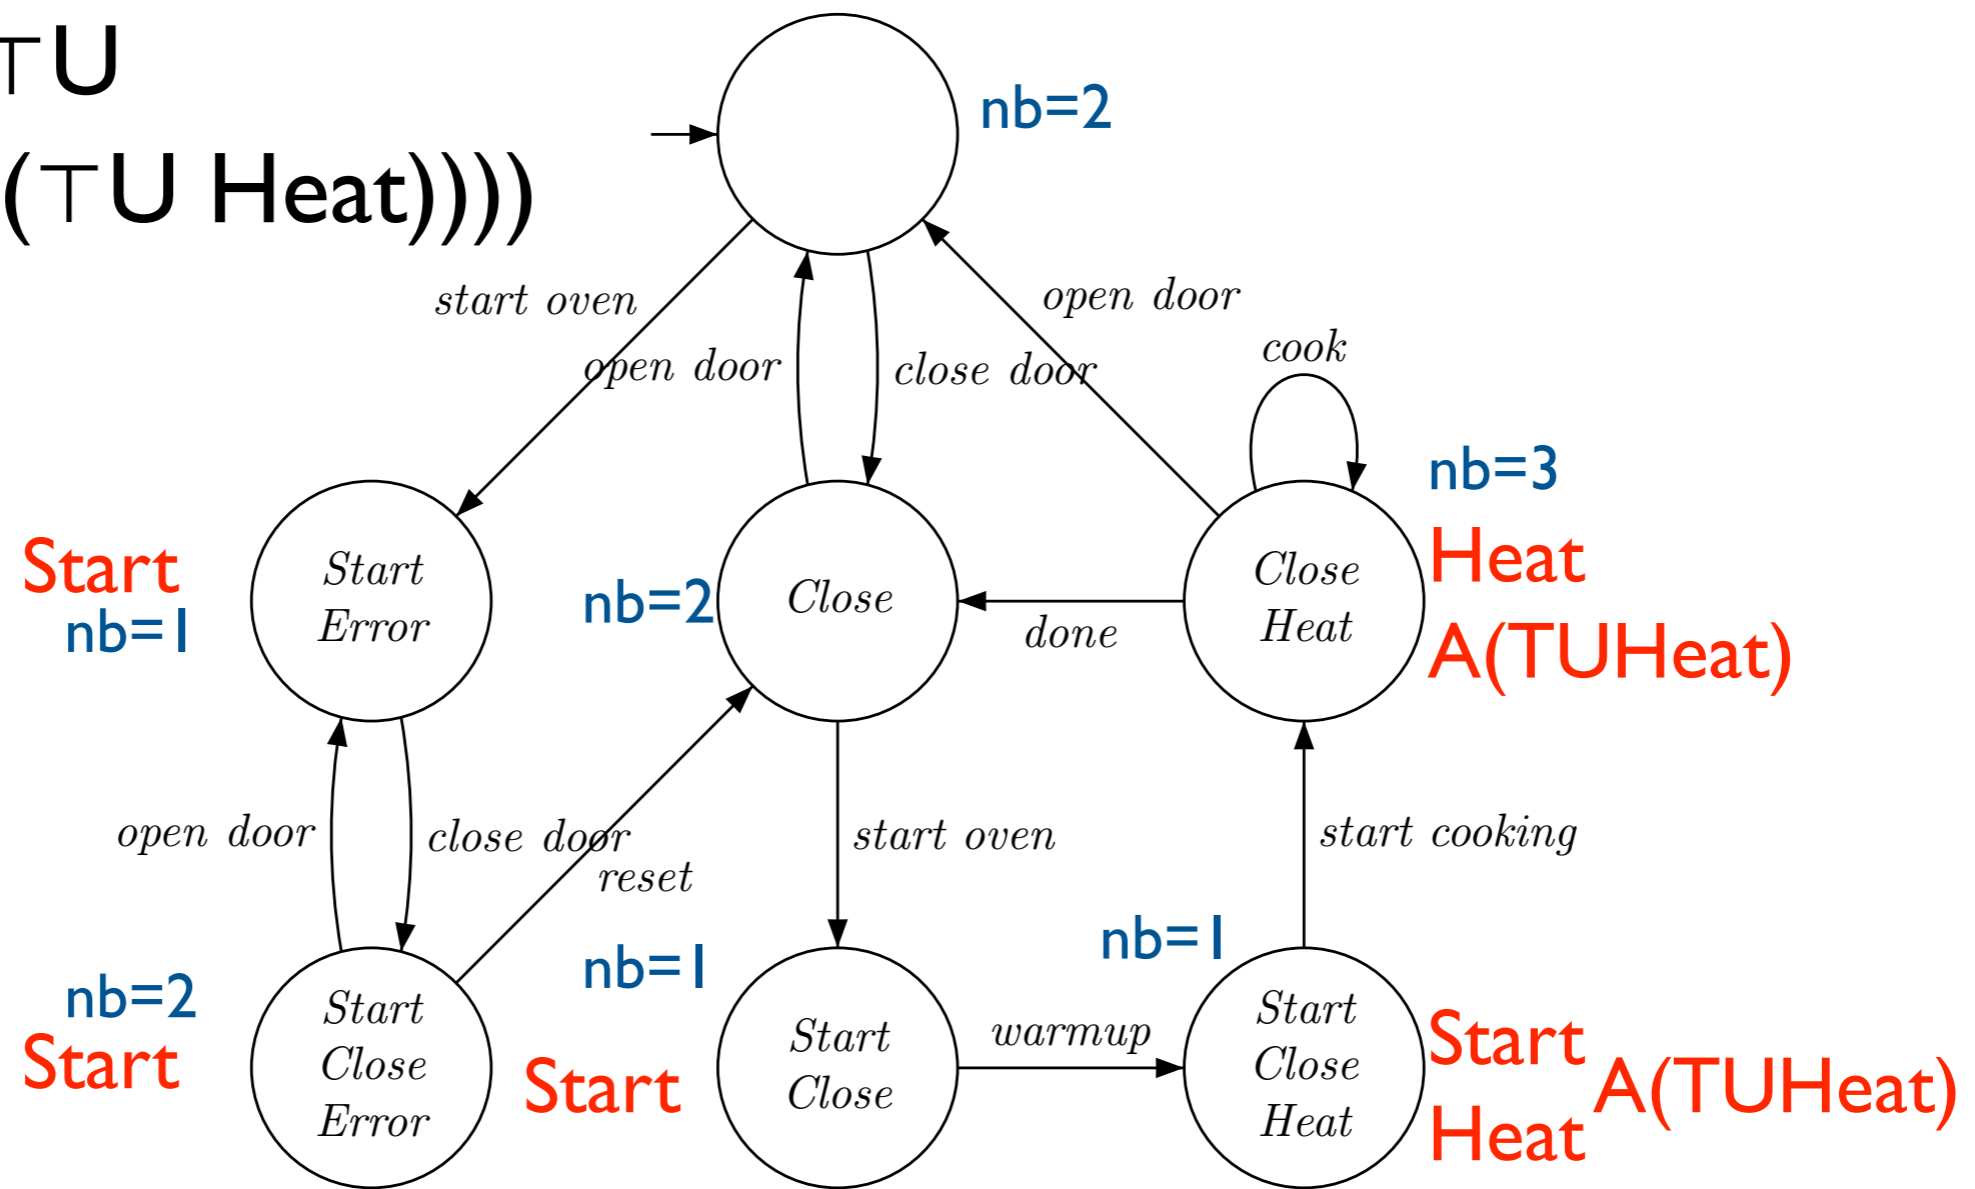 ⊤U
(⊤U Heat))))
nb=2
start oven
open door
open door
close door
cook
nb=3
Start
nb=1
Start
Error
nb=2
Close
done
Close
Heat
Heat
A(TUHeat)
open door
close door
reset
start oven
start cooking
nb=2
Start
Start
Close
Error
nb=1
Start
Start
Close
warmup
nb=1
Start
Close
Heat
Start
Heat
A(TUHeat)